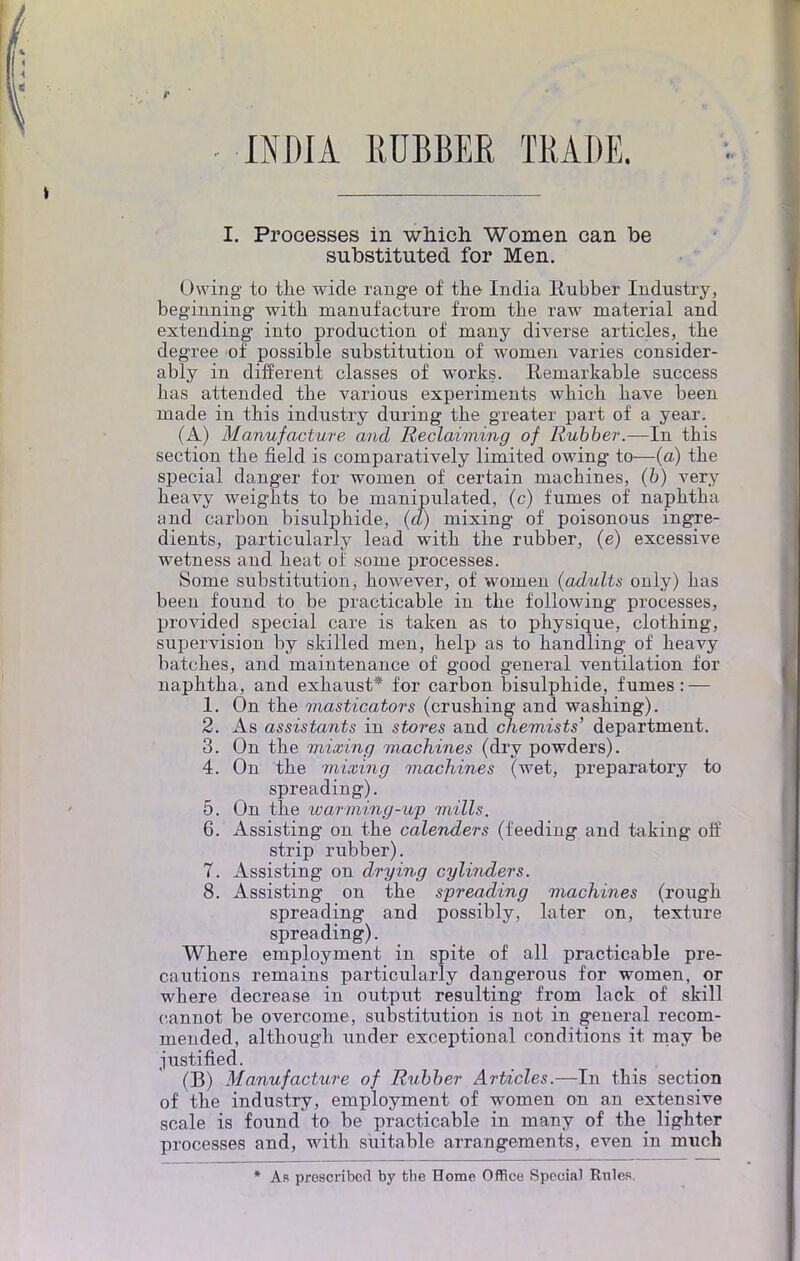 INDIA RUBBER TRADE.
I. Processes in which Women can be
substituted for Men.
Owing to the wide range of the India Rubber Industry,
beginning with manufacture from the raw material and
extending into production of many diverse articles, the
degree of possible substitution of women varies consider-
ably in different classes of works. Remarkable success
has attended the various experiments which have been
made in this industry during the greater part of a year.
(A) Manufacture and Reclaiming of Rubber.—In this
section the field is comparatively limited owing to—(a) the
special danger for women of certain machines, (b) very
heavy weights to be manipulated, (c) fumes of naphtha
and carbon bisulphide, (d) mixing of poisonous ingre-
dients, particularly lead with the rubber, (e) excessive
wetness and heat of some processes.
Some substitution, however, of women (adults only) has
been found to be practicable in the following processes,
provided special care is taken as to physique, clothing,
supervision by skilled men, help as to handling of heavy
batches, and maintenance of good general ventilation for
naphtha, and exhaust* for carbon bisulphide, fumes:—
1. On the masticators (crushing and washing).
2. As assistants in stores and chemists' department.
3. On the mixing machines (dry powders).
4. On the mixing machines (wet, preparatory to
spreading).
5. On the warming-up mills.
6. Assisting on the calenders (feeding and taking off
strip rubber).
7. Assisting on drying cylinders.
8. Assisting on the spreading machines (rough
spreading and possibly, later on, texture
spreading).
Where employment in spite of all practicable pre-
cautions remains particularly dangerous for women, or
where decrease in output resulting from lack of skill
cannot be overcome, substitution is not in general recom-
mended, although under exceptional conditions it may be
justified.
(B) Manufacture of Rubber Articles.—In this section
of the industry, employment of women on an extensive
scale is found to be practicable in many of the lighter
processes and, with suitable arrangements, even in much
* As prescribed by the Home Office Special Rules.